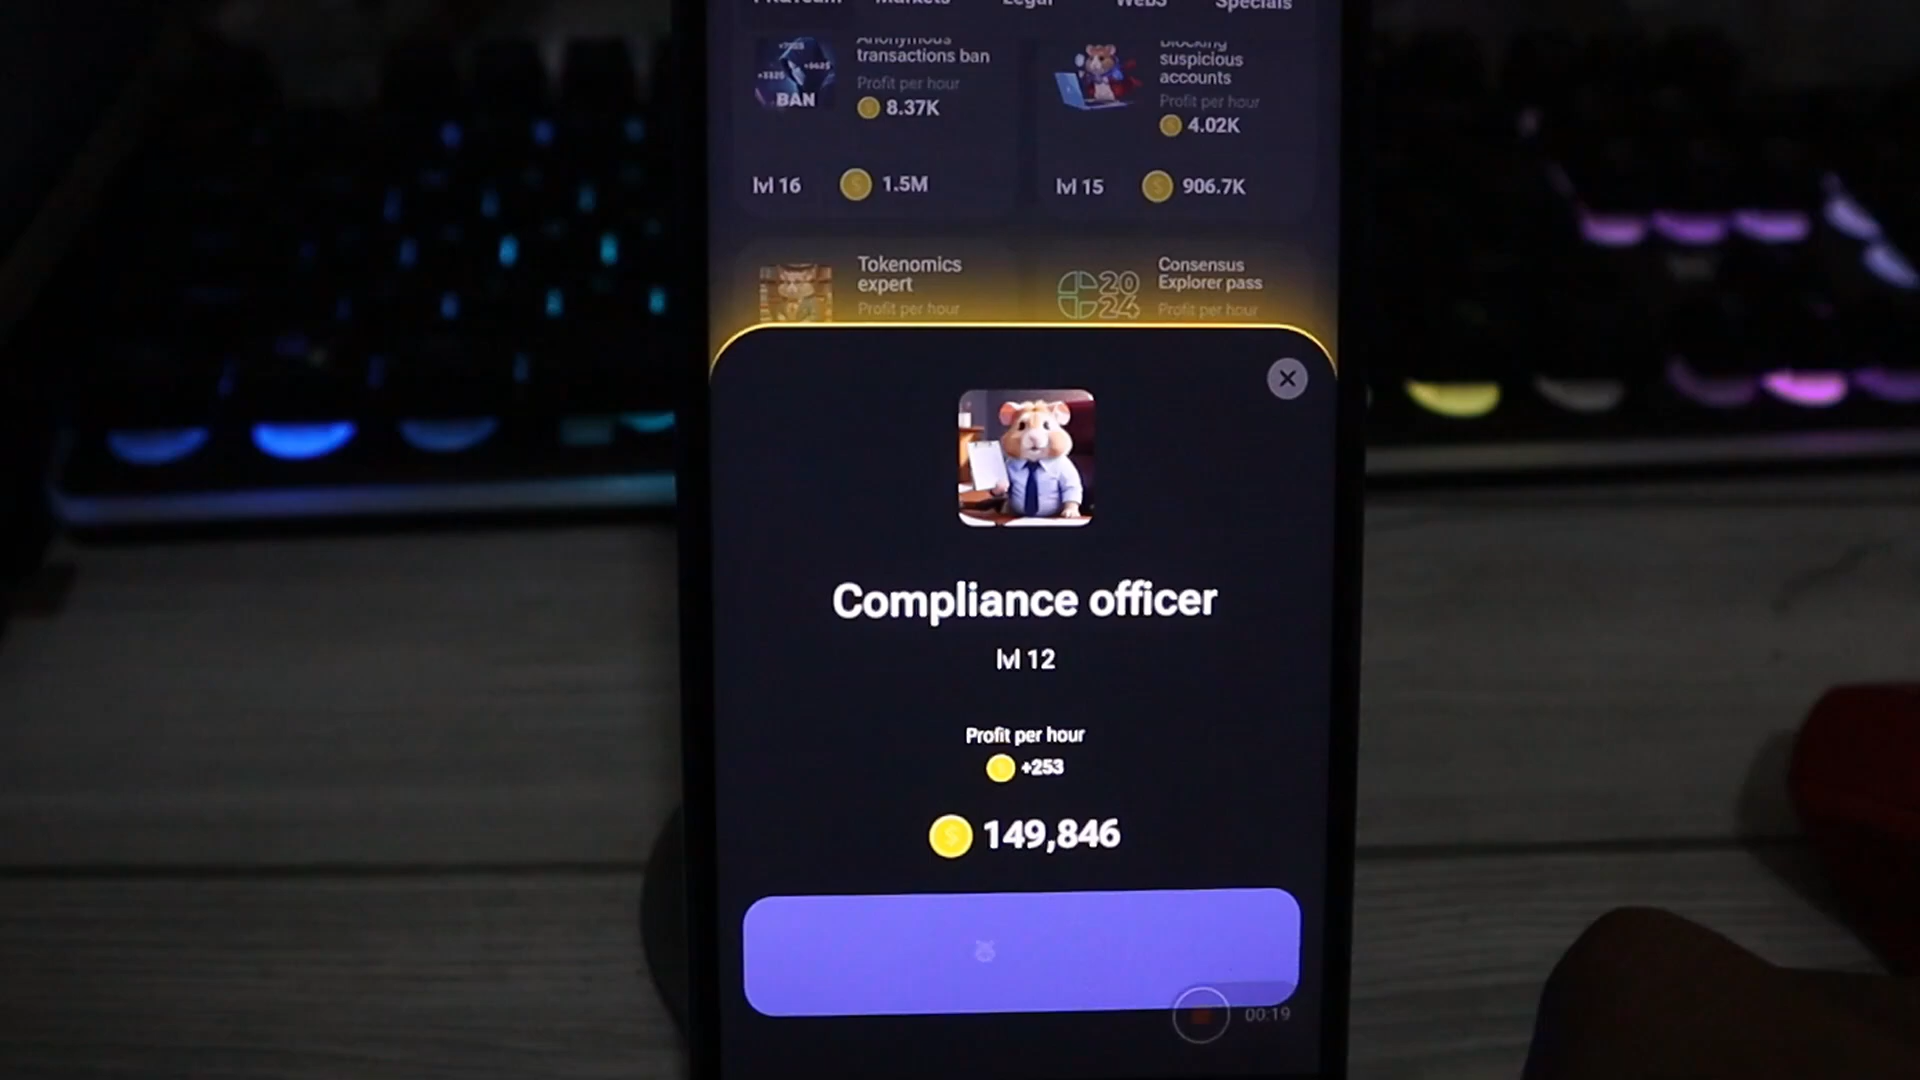 Markets Legal Web3 Specials
Anonymous
transactions ban
Profit per hour
8.37K
BAN
lvl 16
1.5M
Blocking
suspicious
accounts
Profit per hour
4.02K
lvl 15
906.7K
Tokenomics
expert
Profit per hour
2024
Consensus
Explorer pass
Profit per hour
Compliance officer
lvl 12
Profit per hour
+253
149,846
00:19